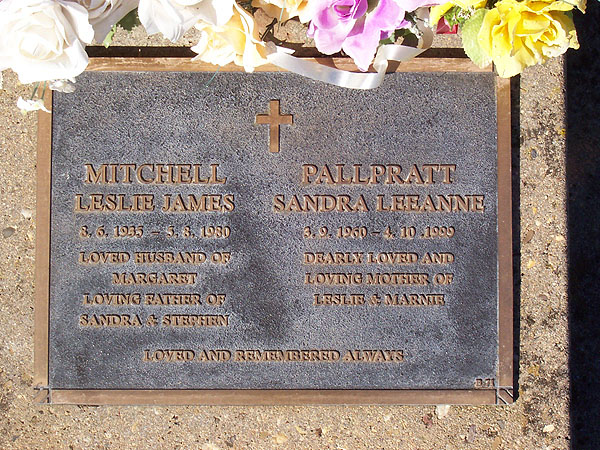 MITCHELL
LESLIE JAMES
8. 6. 1935 – 5. 8. 1980
LOVED HUSBAND OF
MARGARET
LOVING FATHER OF
SANDRA & STEPHEN
PALLPRATT
SANDRA LEEANNE
3. 9. 1960 – 4. 10 .1999
DEARLY LOVED AND
LOVING MOTHER OF
LESLIE & MARNIE
LOVED AND REMEMBERED ALWAYS
B 71